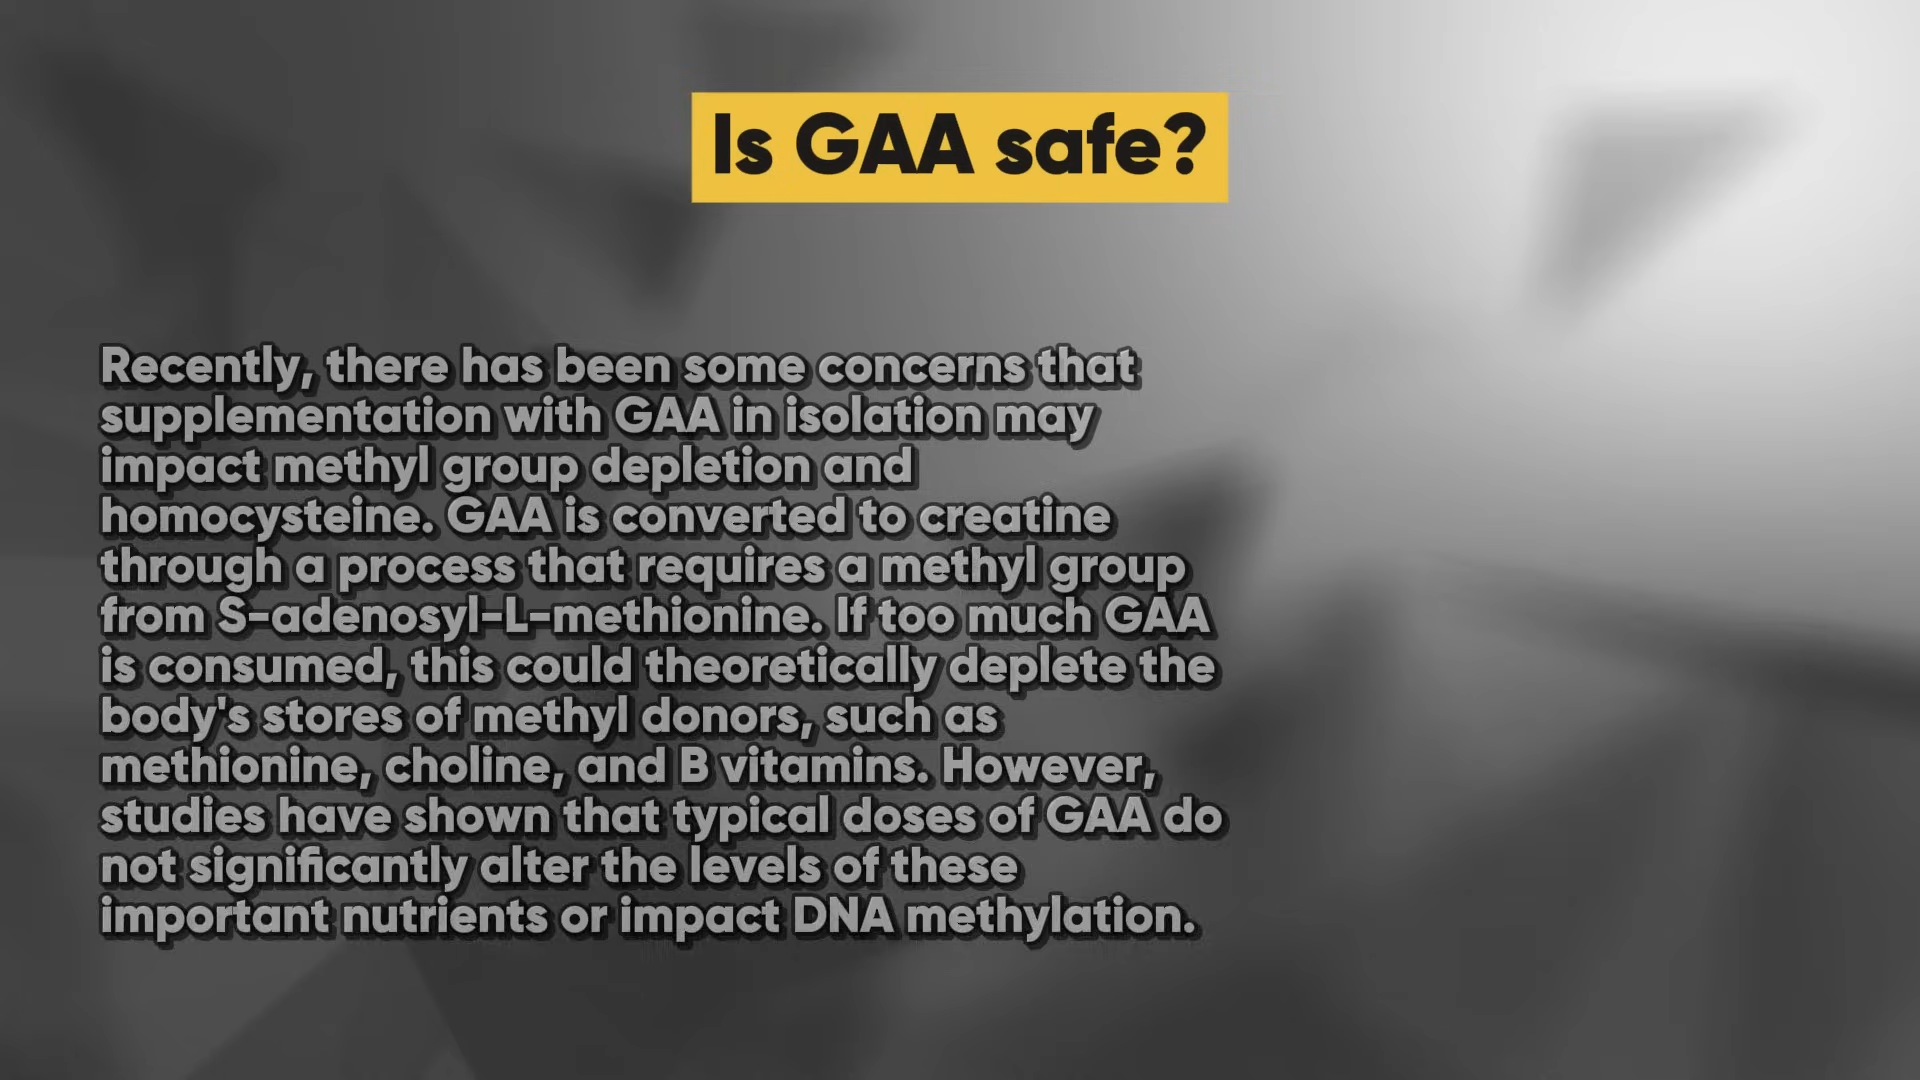 Is GAA safe?
Recently, there has been some concerns that
supplementation with GAA in isolation may
impact methyl group depletion and
homocysteine. GAA is converted to creatine
through a process that requires a methyl group
from S-adenosyl-L-methionine. If too much GAA
is consumed, this could theoretically deplete the
body's stores of methyl donors, such as
methionine, choline, and B vitamins. However,
studies have shown that typical doses of GAA do
not significantly alter the levels of these
important nutrients or impact DNA methylation.